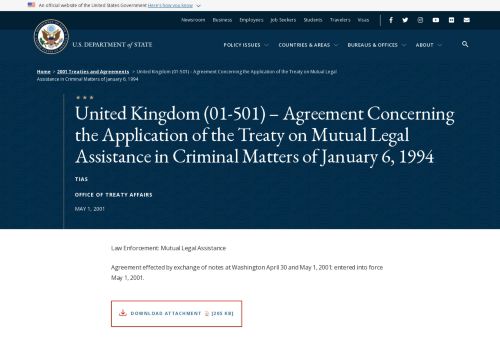 An official website of the United States Government Here's how you know
Newsroom Business Employees Job Seekers Students Travelers Visas
U.S. DEPARTMENT of STATE
POLICY ISSUES COUNTRIES & AREAS BUREAUS & OFFICES ABOUT
Home > 2001 Treaties and Agreements > United Kingdom (01-501) – Agreement Concerning the Application of the Treaty on Mutual Legal
Assistance in Criminal Matters of January 6, 1994
United Kingdom (01-501) – Agreement Concerning
the Application of the Treaty on Mutual Legal
Assistance in Criminal Matters of January 6, 1994
TIAS
OFFICE OF TREATY AFFAIRS
MAY 1, 2001
Law Enforcement: Mutual Legal Assistance
Agreement effected by exchange of notes at Washington April 30 and May 1, 2001; entered into force
May 1, 2001.
DOWNLOAD ATTACHMENT [205 KB]